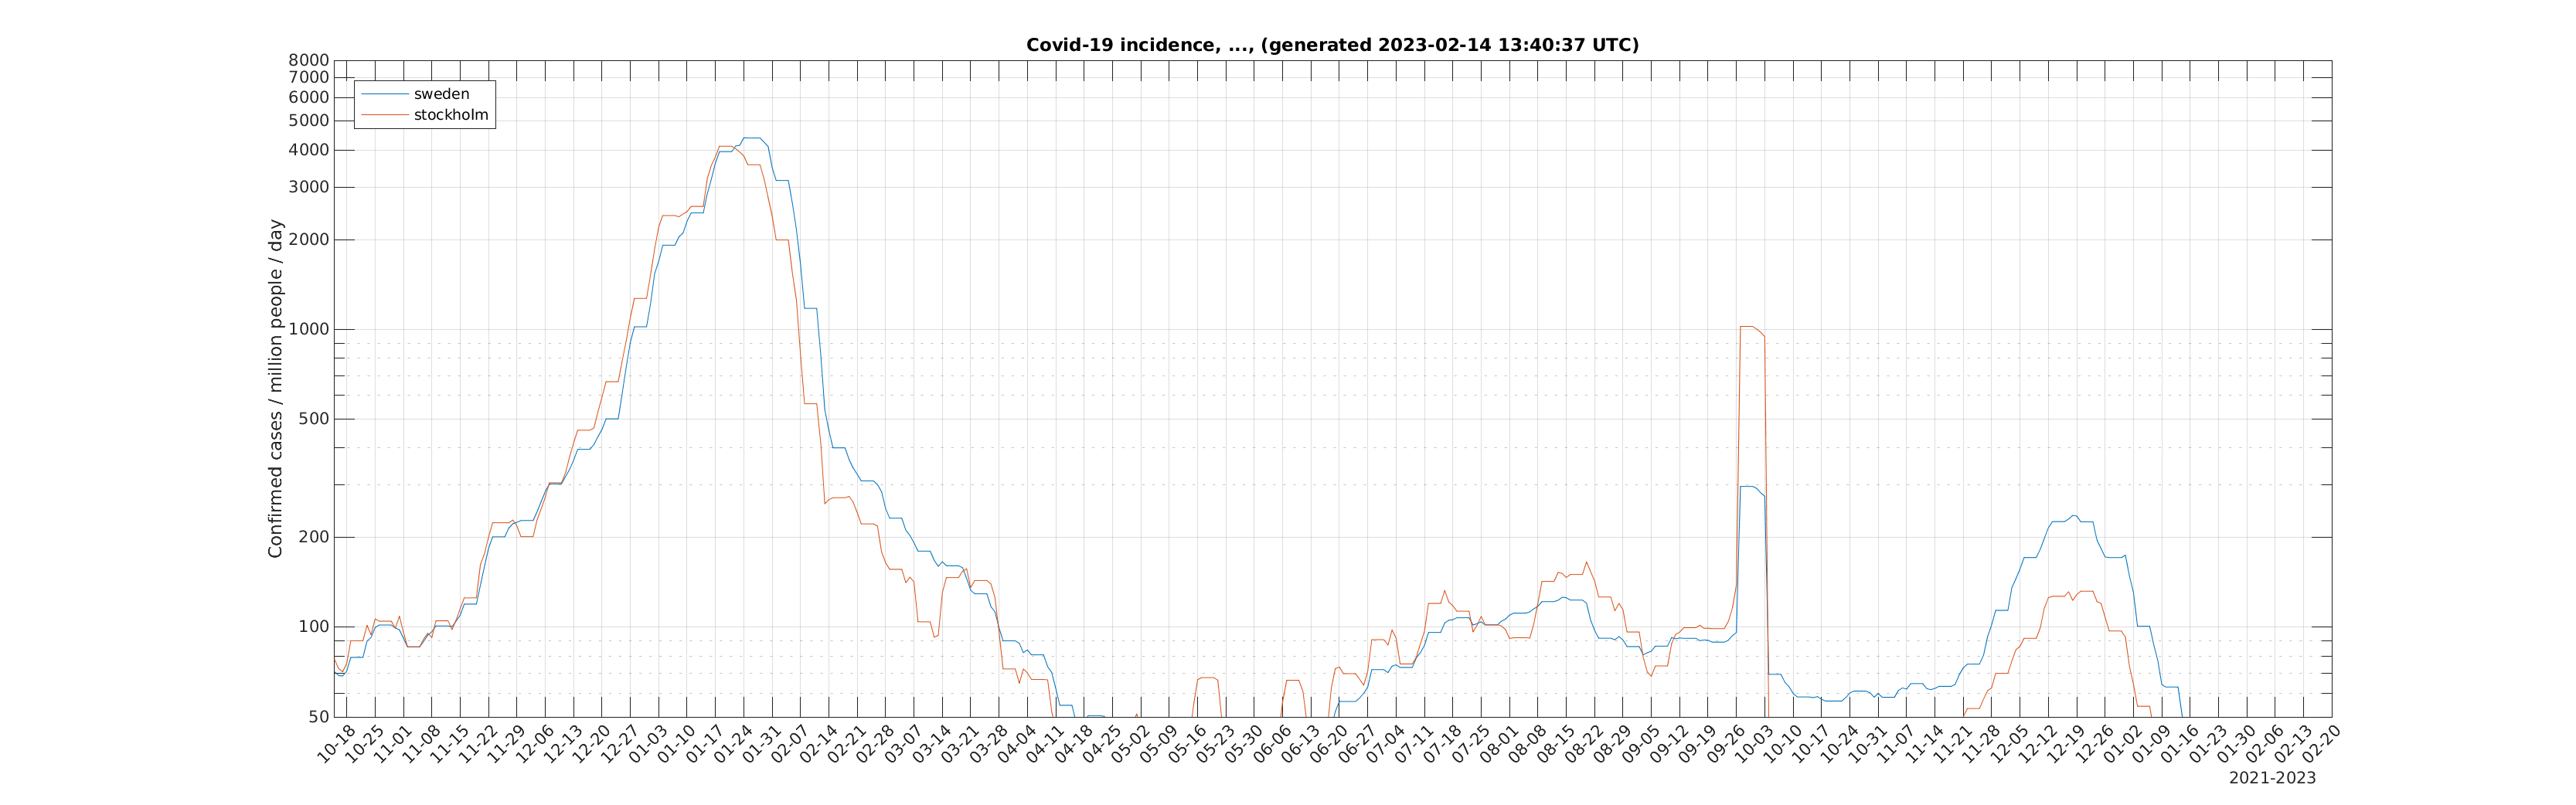 Covid-19 incidence, ..., (generated 2023-02-14 13:40:37 UTC)
8000
7000
6000
5000
4000
3000
2000
1000
500
200
100
50
Confirmed cases / million people / day
sweden
stockholm
10-18 10-25 11-01 11-08 11-15 11-22 11-29 12-06 12-13 12-20 12-27 01-03 01-10 01-17 01-24 01-31 02-07 02-14 02-21 02-28 03-07 03-14 03-21 03-28 04-04 04-11 04-18 04-25 05-02 05-09 05-16 05-23 05-30 06-06 06-13 06-20 06-27 07-04 07-11 07-18 07-25 08-01 08-08 08-15 08-22 08-29 09-05 09-12 09-19 09-26 10-03 10-10 10-17 10-24 10-31 11-07 11-14 11-21 11-28 12-05 12-12 12-19 12-26 01-02 01-09 01-16 01-23 01-30 02-06 02-13 02-20
2021-2023